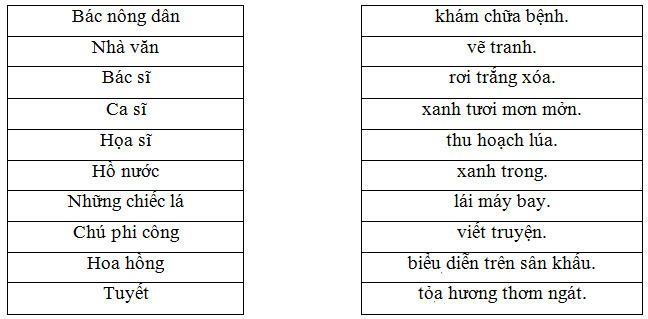 Bác nông dân khám chữa bệnh.
Nhà văn vẽ tranh.
Bác sĩ rơi trắng xóa.
Ca sĩ xanh tươi mơn mởn.
Họa sĩ thu hoạch lúa.
Hồ nước xanh trong.
Những chiếc lá lái máy bay.
Chú phi công viết truyện.
Hoa hồng biểu diễn trên sân khấu.
Tuyết tỏa hương thơm ngát.